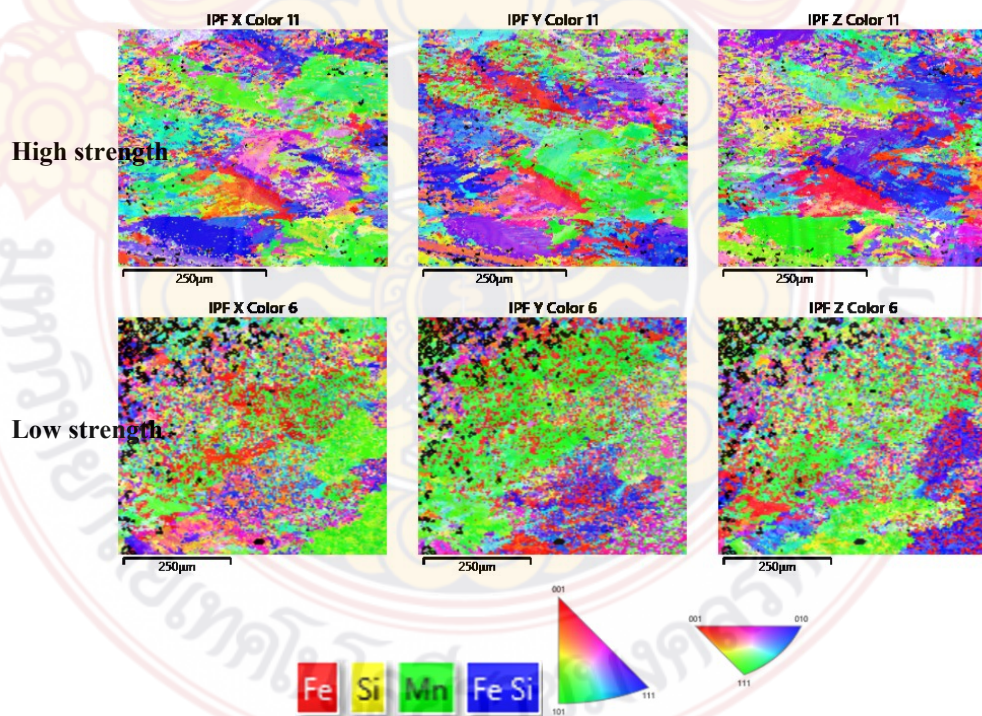 IPF X Color 11 IPF Y Color 11 IPF Z Color 11
High strength
250µm 250µm 250µm
IPF X Color 6 IPF Y Color 6 IPF Z Color 6
Low strength
250µm 250µm 250µm
001
001 010
111
111
101
Fe Si Mn Fe Si